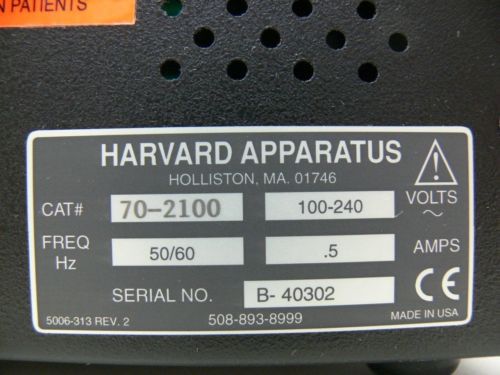 N PATIENTS
HARVARD APPARATUS
HOLLISTON, MA. 01746
CAT# 70-2100 100-240 VOLTS ~
FREQ Hz 50/60 .5 AMPS
SERIAL NO. B- 40302 CE
5006-313 REV. 2 508-893-8999 MADE IN USA